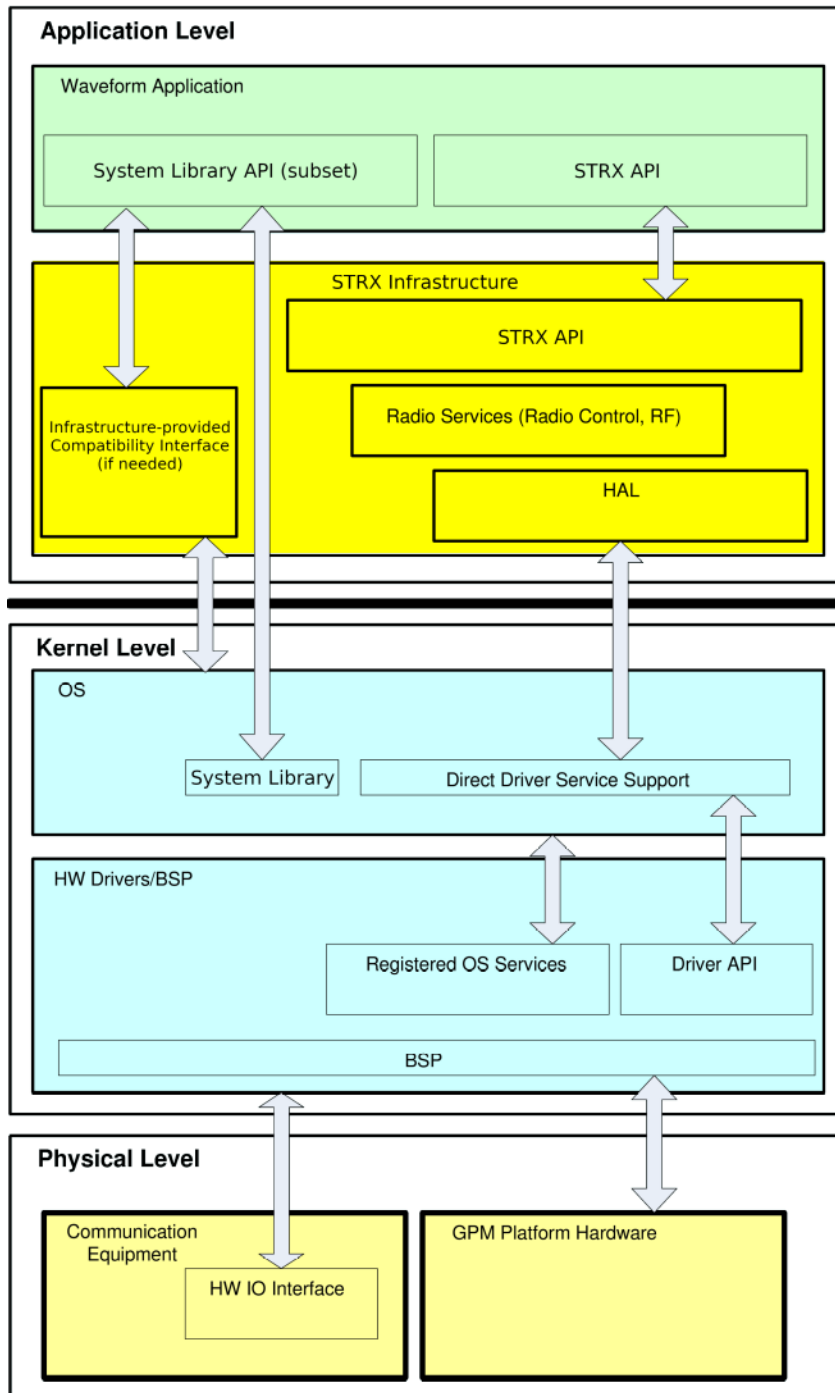 Application Level
Waveform Application
System Library API (subset)
STRX API
STRX Infrastructure
STRX API
Radio Services (Radio Control, RF)
Infrastructure-provided
Compatibility Interface
(if needed)
HAL
Kernel Level
OS
System Library
Direct Driver Service Support
HW Drivers/BSP
Registered OS Services
Driver API
BSP
Physical Level
Communication
Equipment
HW IO Interface
GPM Platform Hardware